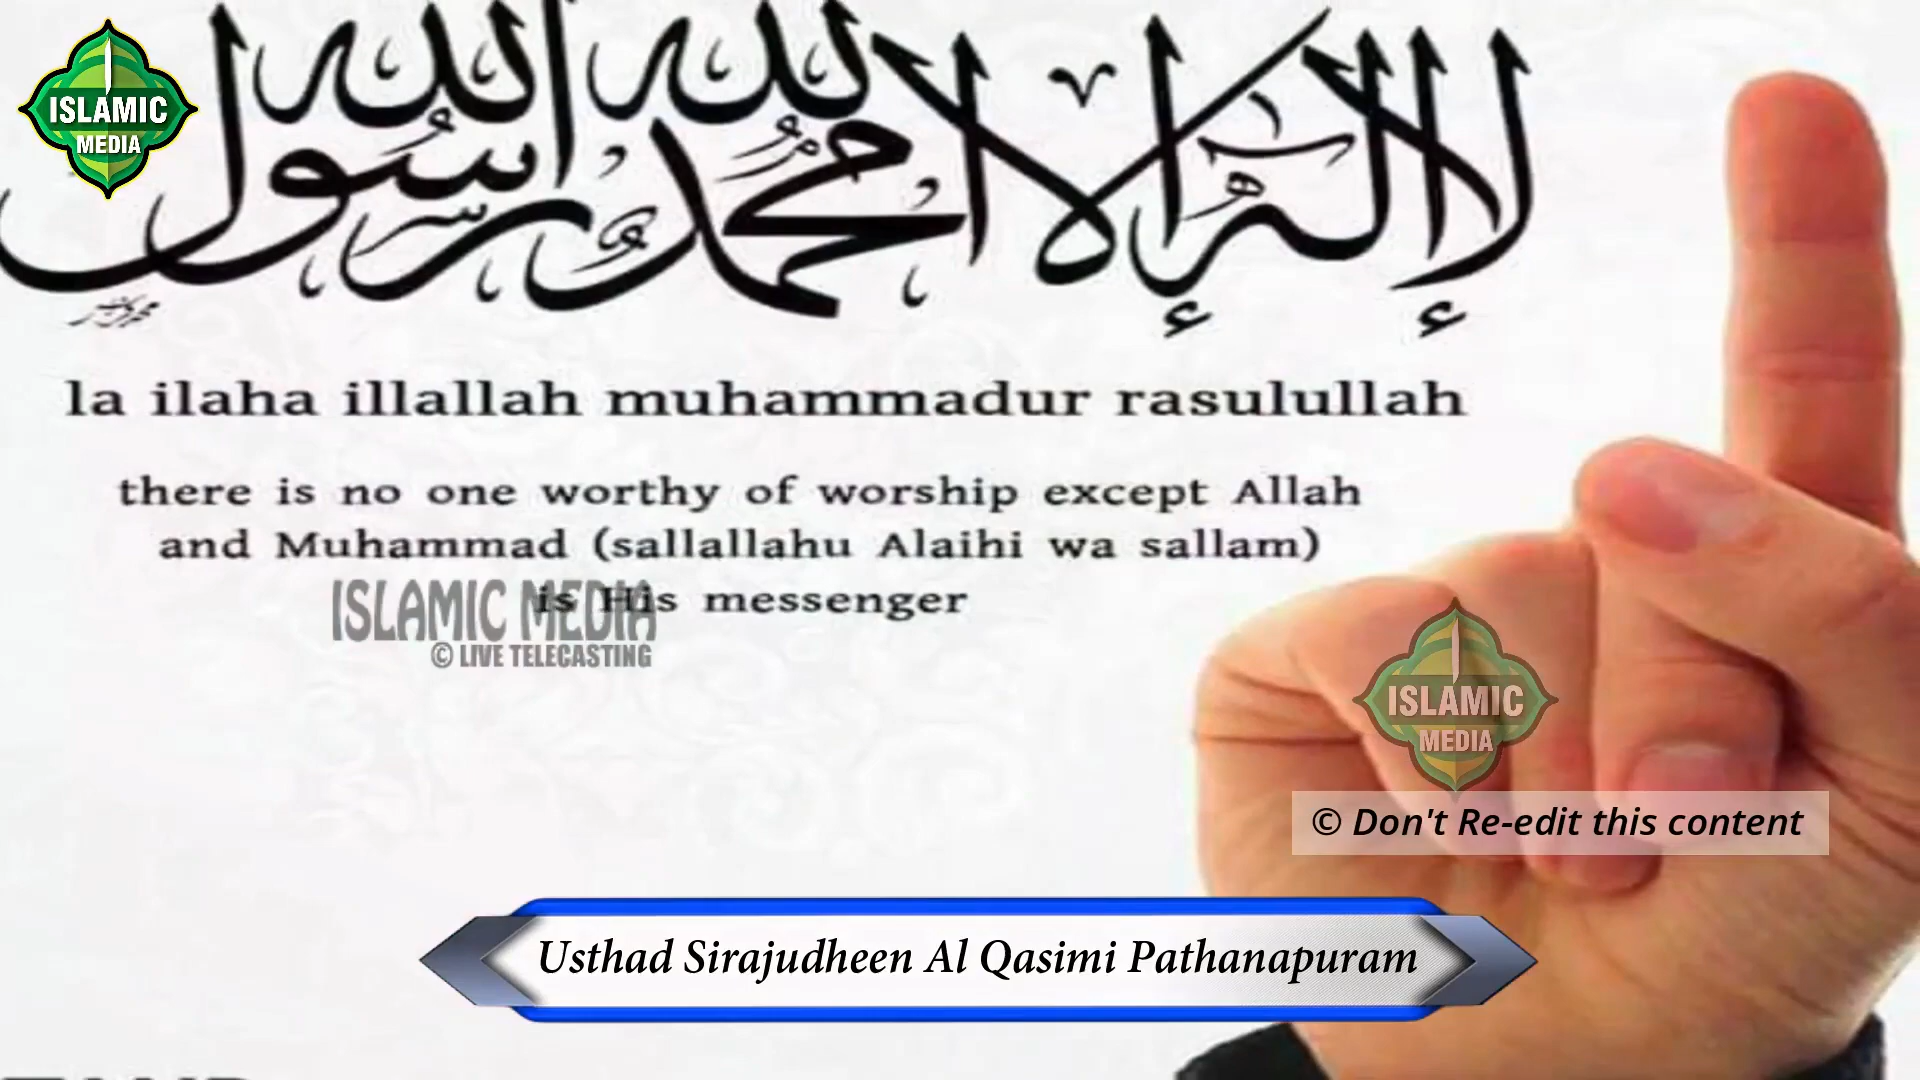 لا إله إلا الله محمد رسول الله
ISLAMIC
MEDIA
la ilaha illallah muhammadur rasulullah
there is no one worthy of worship except Allah
and Muhammad (sallallahu Alaihi wa sallam)
is His messenger
ISLAMIC MEDIA
© LIVE TELECASTING
ISLAMIC
MEDIA
© Don't Re-edit this content
Usthad Sirajudheen Al Qasimi Pathanapuram